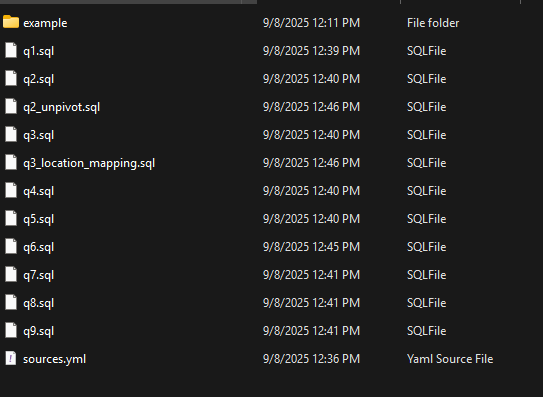 example 9/8/2025 12:11 PM File folder
q1.sql 9/8/2025 12:39 PM SQLFile
q2.sql 9/8/2025 12:40 PM SQLFile
q2_unpivot.sql 9/8/2025 12:46 PM SQLFile
q3.sql 9/8/2025 12:40 PM SQLFile
q3_location_mapping.sql 9/8/2025 12:46 PM SQLFile
q4.sql 9/8/2025 12:40 PM SQLFile
q5.sql 9/8/2025 12:40 PM SQLFile
q6.sql 9/8/2025 12:45 PM SQLFile
q7.sql 9/8/2025 12:41 PM SQLFile
q8.sql 9/8/2025 12:41 PM SQLFile
q9.sql 9/8/2025 12:41 PM SQLFile
sources.yml 9/8/2025 12:36 PM Yaml Source File